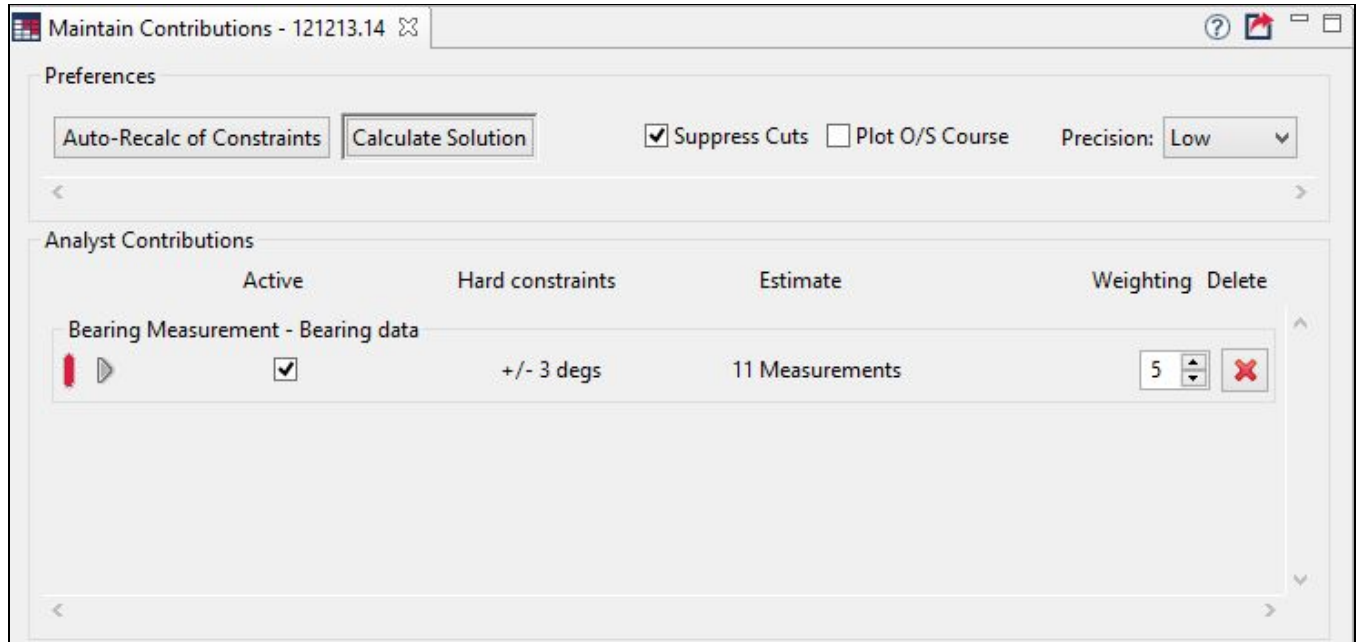 Maintain Contributions - 121213.14
Preferences
Auto-Recalc of Constraints Calculate Solution Suppress Cuts Plot O/S Course Precision: Low
Analyst Contributions
Active Hard constraints Estimate Weighting Delete
Bearing Measurement - Bearing data
+/- 3 degs 11 Measurements 5